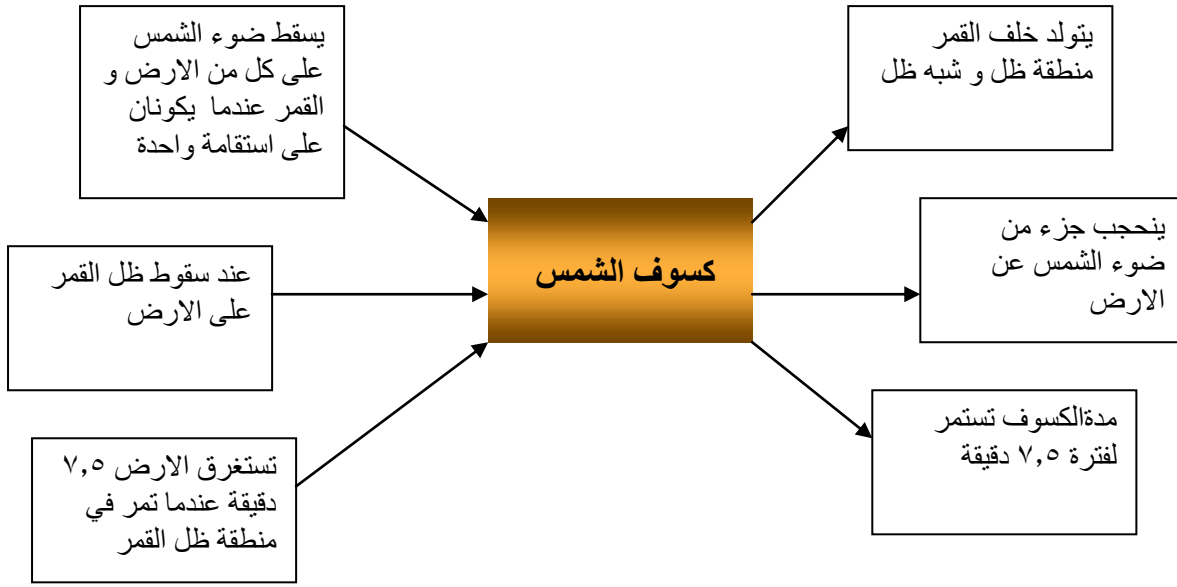 يسقط ضوء الشمس
على كل من الارض و
القمر عندما يكونان
على استقامة واحدة
عند سقوط ظل القمر
على الارض
تستغرق الارض ٧,٥
دقيقة عندما تمر في
منطقة ظل القمر
كسوف الشمس
يتولد خلف القمر
منطقة ظل و شبه ظل
ينحجب جزء من
ضوء الشمس عن
الارض
مدةالكسوف تستمر
لفترة ٧,٥ دقيقة